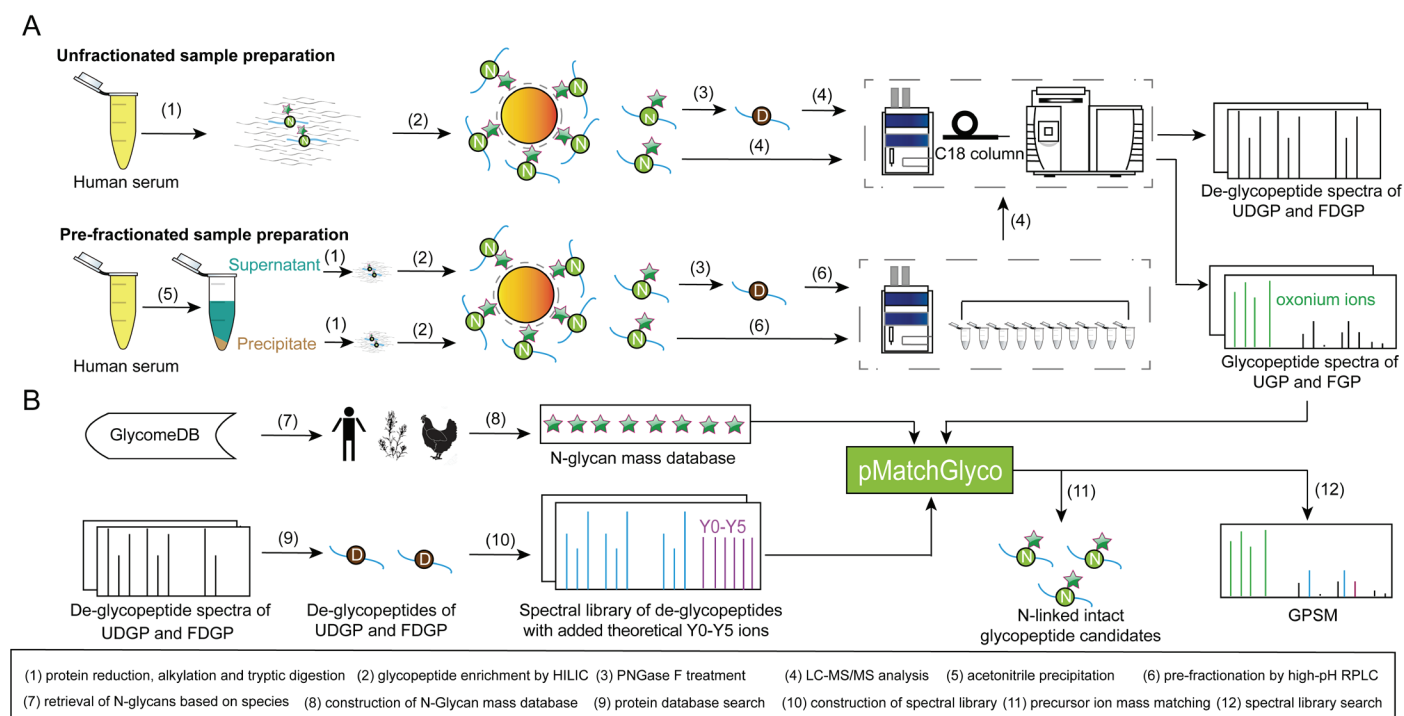 A
Unfractionated sample preparation
(1)
(2)
N
N
N
N
N
N
N
N
N
N
(3)
D
(4)
(4)
C18 column
Human serum
De-glycopeptide spectra of
UDGP and FDGP
(4)
Pre-fractionated sample preparation
(5)
Supernatant
(1)
(2)
Precipitate
(1)
(2)
N
N
N
N
N
N
N
N
(3)
D
(6)
(6)
Human serum
oxonium ions
Glycopeptide spectra of
UGP and FGP
B
GlycomeDB
(7)
(8)
N-glycan mass database
pMatchGlyco
(9)
D
D
(10)
Y0-Y5
(11)
(12)
N
N
N
De-glycopeptide spectra of
UDGP and FDGP
De-glycopeptides of
UDGP and FDGP
Spectral library of de-glycopeptides
with added theoretical Y0-Y5 ions
N-linked intact
glycopeptide candidates
GPSM
(1) protein reduction, alkylation and tryptic digestion (2) glycopeptide enrichment by HILIC (3) PNGase F treatment (4) LC-MS/MS analysis (5) acetonitrile precipitation (6) pre-fractionation by high-pH RPLC
(7) retrieval of N-glycans based on species (8) construction of N-Glycan mass database (9) protein database search (10) construction of spectral library (11) precursor ion mass matching (12) spectral library search